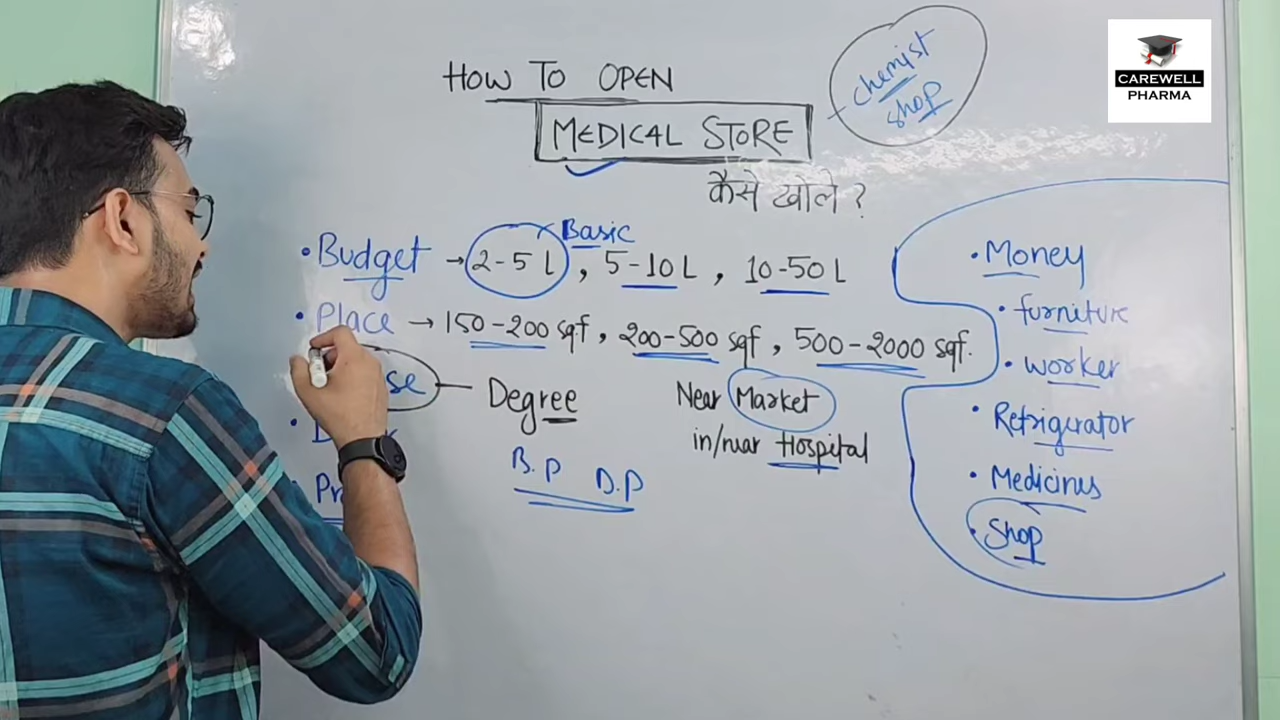 HOW TO OPEN
MEDICAL STORE
कैसे खोले ?
chemist
shop
CAREWELL
PHARMA
• Budget → 2-5 L , 5-10 L , 10-50 L
Basic
• Place → 150-200 sqf , 200-500 sqf , 500-2000 sqf.
Degree
B.P D.P
Near Market
in/near Hospital
• Money
• furniture
• worker
• Refrigerator
• Medicines
• Shop